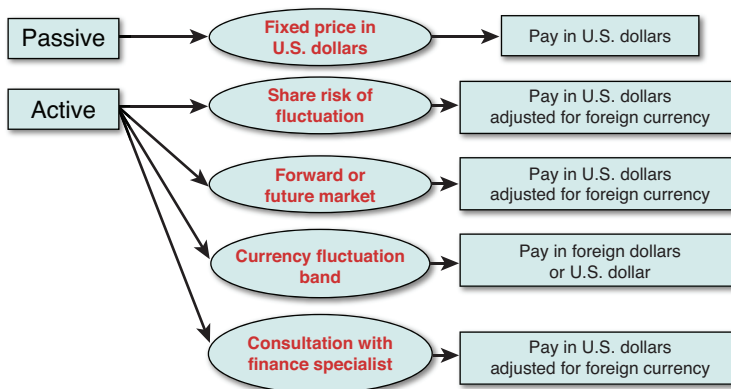 Passive
Fixed price in
U.S. dollars
Pay in U.S. dollars
Active
Share risk of
fluctuation
Pay in U.S. dollars
adjusted for foreign currency
Forward or
future market
Pay in U.S. dollars
adjusted for foreign currency
Currency fluctuation
band
Pay in foreign dollars
or U.S. dollar
Consultation with
finance specialist
Pay in U.S. dollars
adjusted for foreign currency